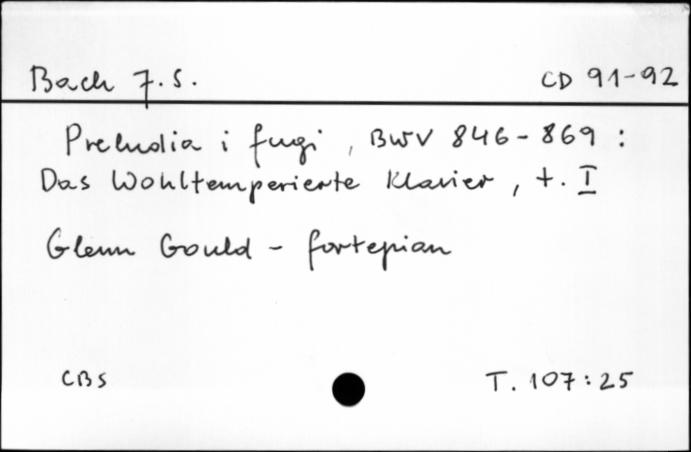 Bach J.S. CD 91-92
Preludia i fugi, BWV 846-869:
Das Wohltemperierte Klavier, t. I
Glenn Gould - fortepian
CBS T. 107:25